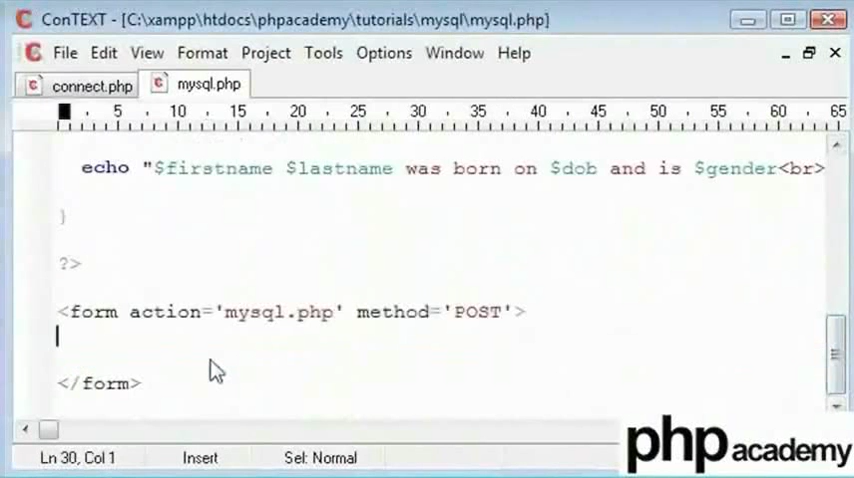 ConTEXT - [C:\xampp\htdocs\phpacademy\tutorials\mysql\mysql.php]
File Edit View Format Project Tools Options Window Help
connect.php mysql.php
5 10 15 20 25 30 35 40 45 50 55 60 65
echo "$firstname $lastname was born on $dob and is $gender<br>
}
?>
<form action='mysql.php' method='POST'>
</form>
Ln 30, Col 1 Insert Sel: Normal
php academy